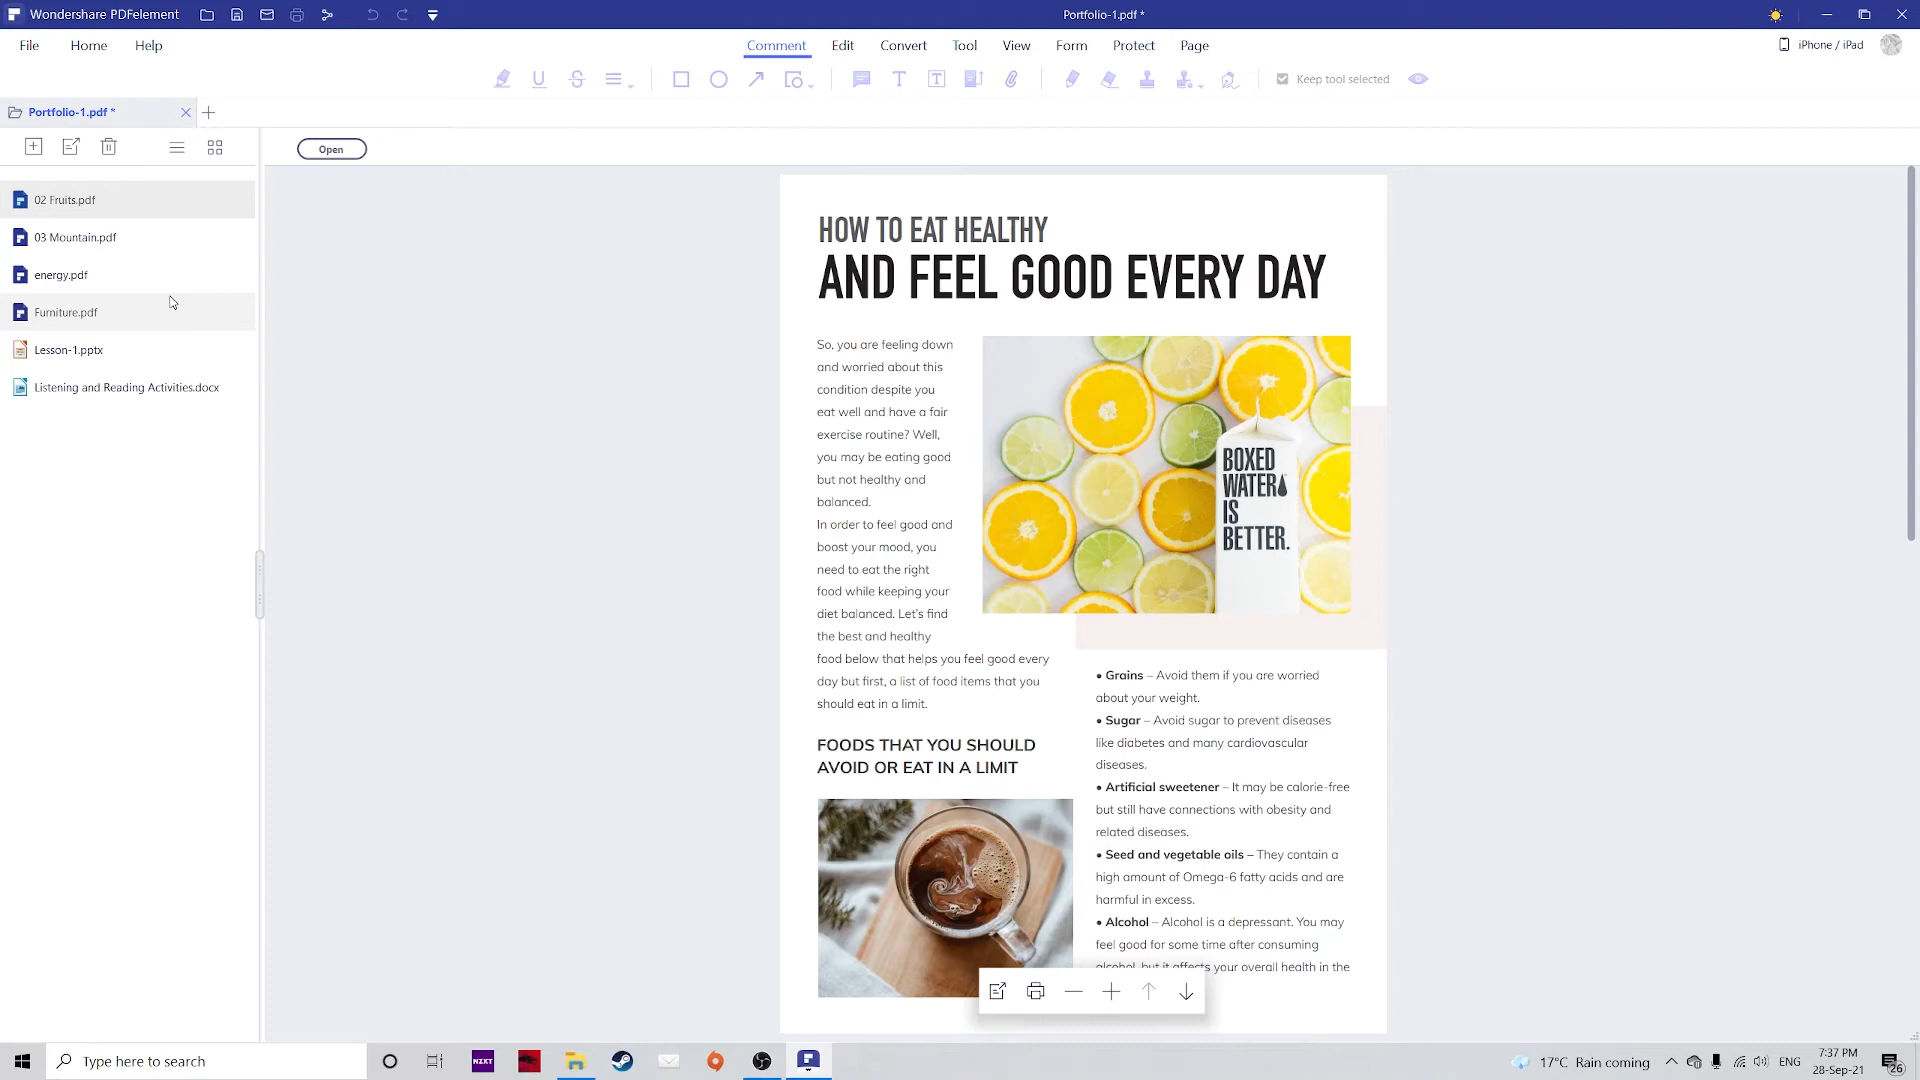 Wondershare PDFelement
Portfolio-1.pdf *
File
Home
Help
Comment
Edit
Convert
Tool
View
Form
Protect
Page
iPhone / iPad
Keep tool selected
Portfolio-1.pdf *
Open
02 Fruits.pdf
03 Mountain.pdf
energy.pdf
Furniture.pdf
Lesson-1.pptx
Listening and Reading Activities.docx
HOW TO EAT HEALTHY
AND FEEL GOOD EVERY DAY
So, you are feeling down
and worried about this
condition despite you
eat well and have a fair
exercise routine? Well,
you may be eating good
but not healthy and
balanced.
In order to feel good and
boost your mood, you
need to eat the right
food while keeping your
diet balanced. Let's find
the best and healthy
food below that helps you feel good every
day but first, a list of food items that you
should eat in a limit.
BOXED
WATER
IS
BETTER.
FOODS THAT YOU SHOULD
AVOID OR EAT IN A LIMIT
• Grains – Avoid them if you are worried
about your weight.
• Sugar – Avoid sugar to prevent diseases
like diabetes and many cardiovascular
diseases.
• Artificial sweetener – It may be calorie-free
but still have connections with obesity and
related diseases.
• Seed and vegetable oils – They contain a
high amount of Omega-6 fatty acids and are
harmful in excess.
• Alcohol – Alcohol is a depressant. You may
feel good for some time after consuming
alcohol, but it affects your overall health in the
Type here to search
NZXT
17°C Rain coming
ENG
7:37 PM
28-Sep-21
26